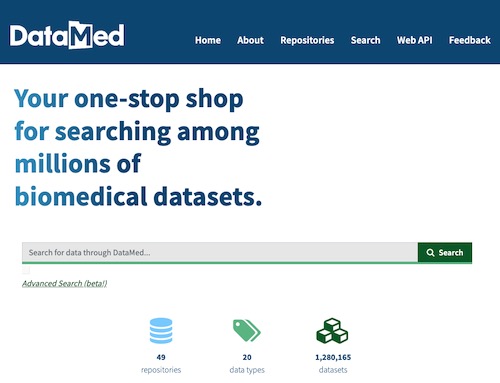 DataMed
Home About Repositories Search Web API Feedback
Your one-stop shop
for searching among
millions of
biomedical datasets.
Search for data through DataMed...
Search
Advanced Search (beta!)
49 20 1,280,165
repositories data types datasets